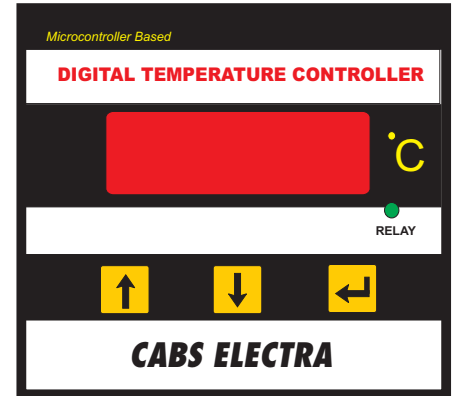 Microcontroller Based
DIGITAL TEMPERATURE CONTROLLER
°C
RELAY
CABS ELECTRA